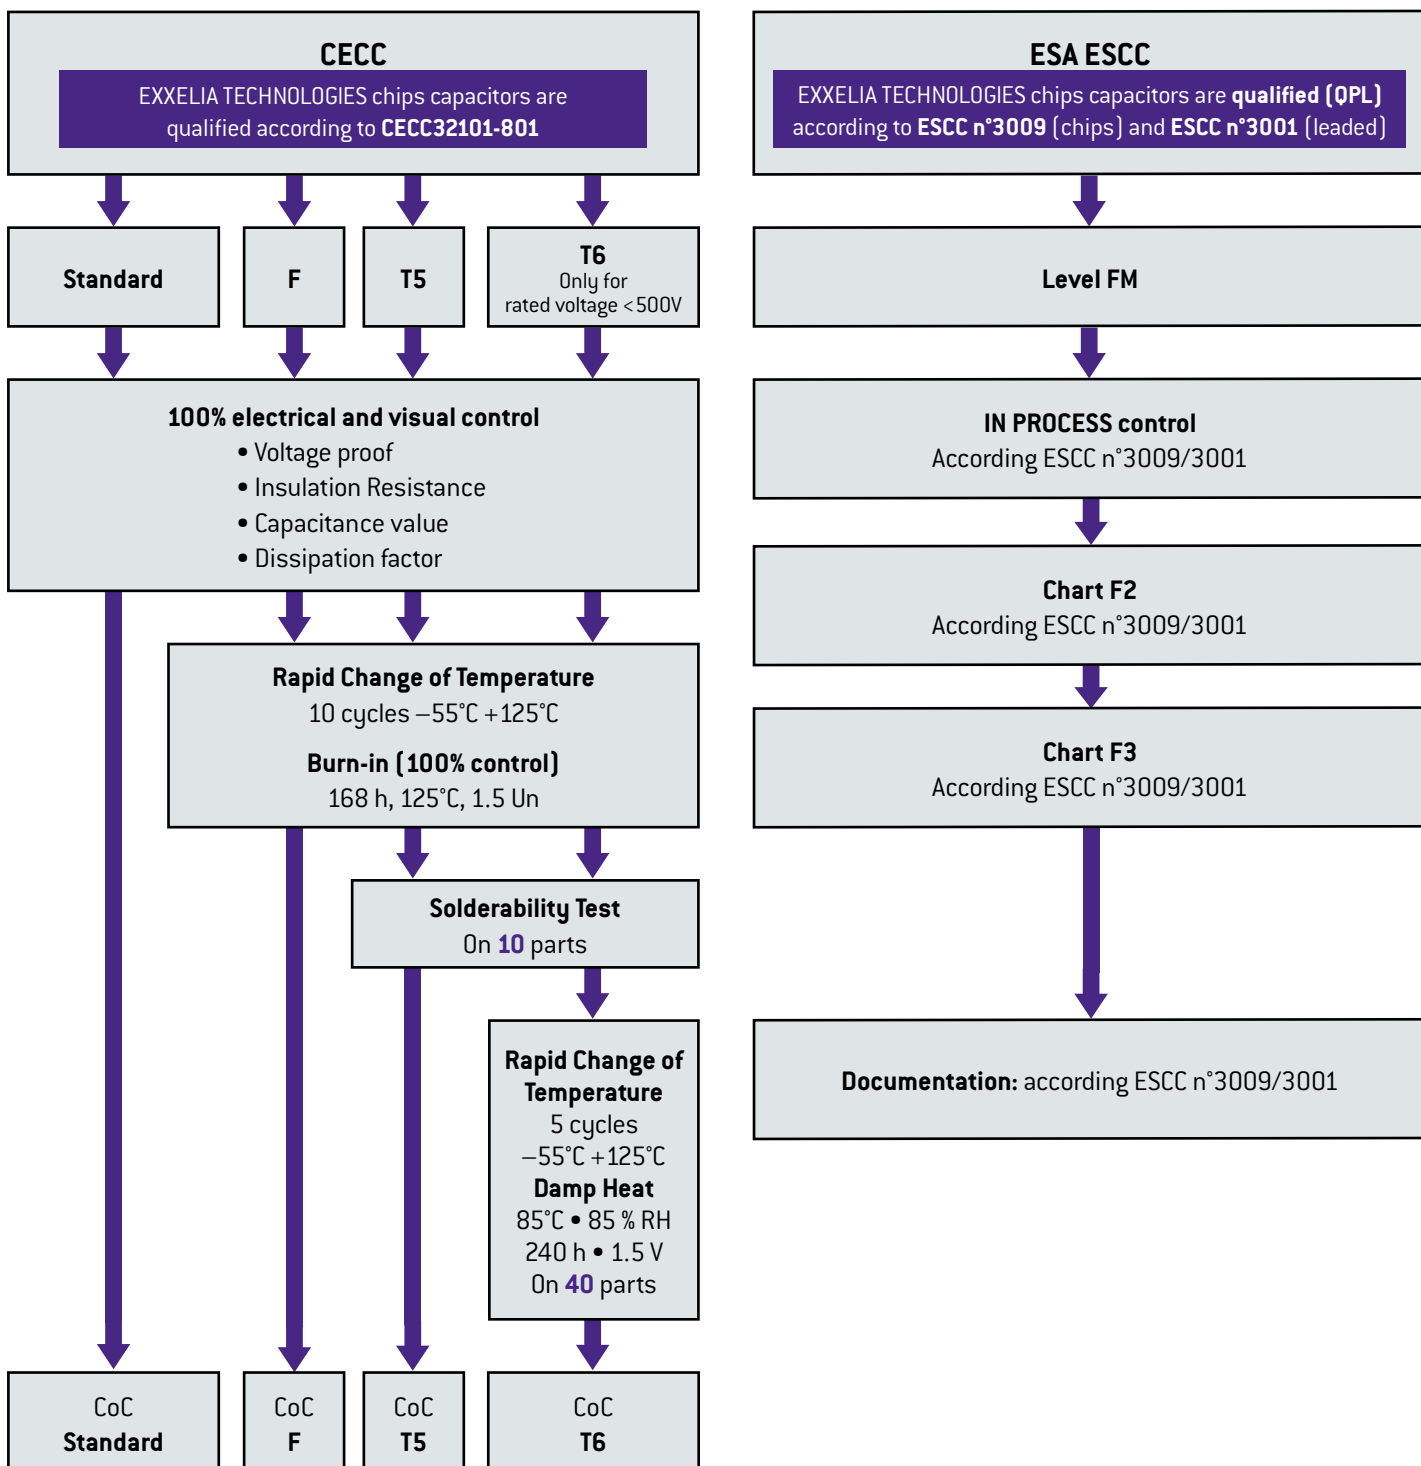 CECC
EXXELIA TECHNOLOGIES chips capacitors are
qualified according to CECC32101-801
Standard
F
T5
T6
Only for
rated voltage <500V
100% electrical and visual control
• Voltage proof
• Insulation Resistance
• Capacitance value
• Dissipation factor
Rapid Change of Temperature
10 cycles –55°C +125°C
Burn-in (100% control)
168 h, 125°C, 1.5 Un
Solderability Test
On 10 parts
Rapid Change of
Temperature
5 cycles
–55°C +125°C
Damp Heat
85°C • 85 % RH
240 h • 1.5 V
On 40 parts
CoC
Standard
CoC
F
CoC
T5
CoC
T6
ESA ESCC
EXXELIA TECHNOLOGIES chips capacitors are qualified (QPL)
according to ESCC n°3009 (chips) and ESCC n°3001 (leaded)
Level FM
IN PROCESS control
According ESCC n°3009/3001
Chart F2
According ESCC n°3009/3001
Chart F3
According ESCC n°3009/3001
Documentation: according ESCC n°3009/3001